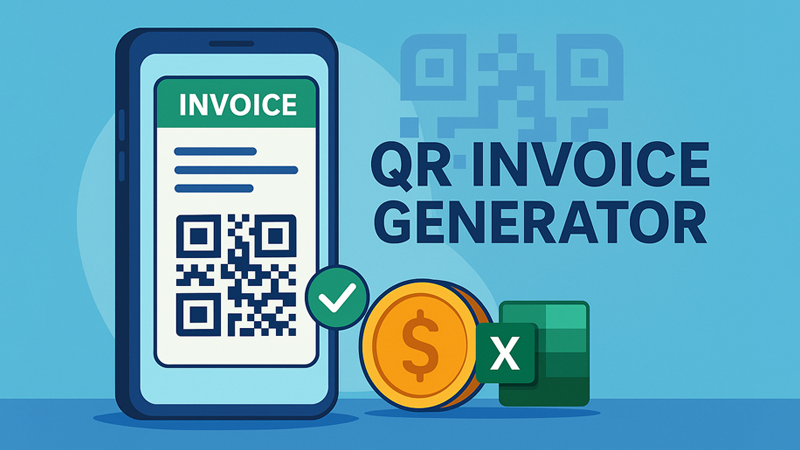 INVOICE
QR INVOICE
GENERATOR
$
X